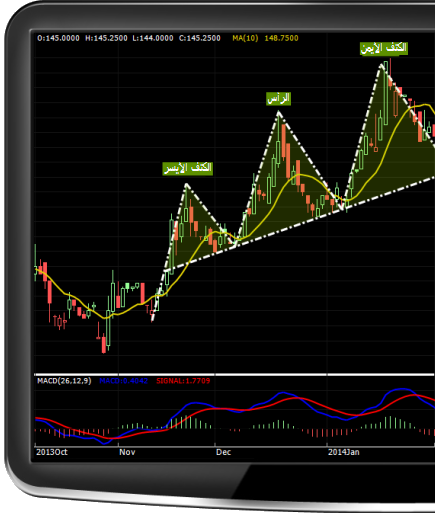 O:145.0000 H:145.2500 L:144.0000 C:145.2500 MA(10) 148.7500
الكتف الأيمن
الرأس
الكتف الأيسر
MACD(26,12,9) MACD:0.4042 SIGNAL:1.7709
2013Oct Nov Dec 2014Jan